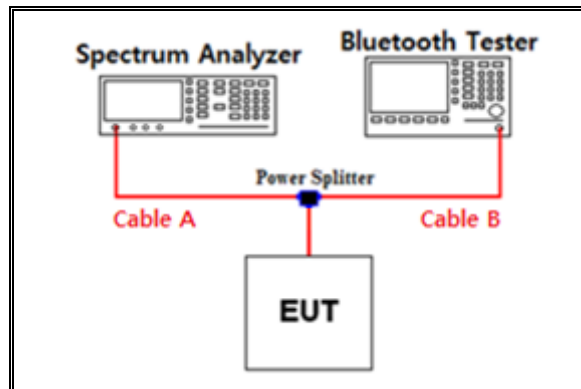 Spectrum Analyzer
Bluetooth Tester
Power Splitter
Cable A
Cable B
EUT